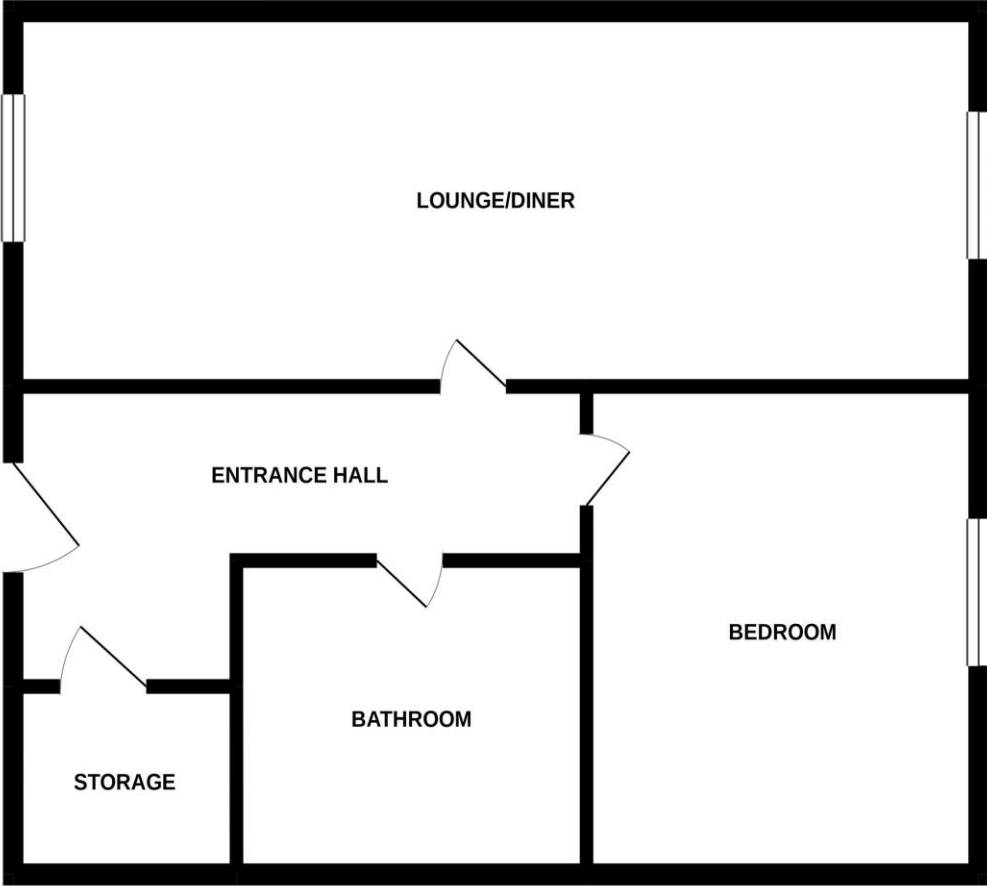 LOUNGE/DINER
ENTRANCE HALL
BEDROOM
BATHROOM
STORAGE